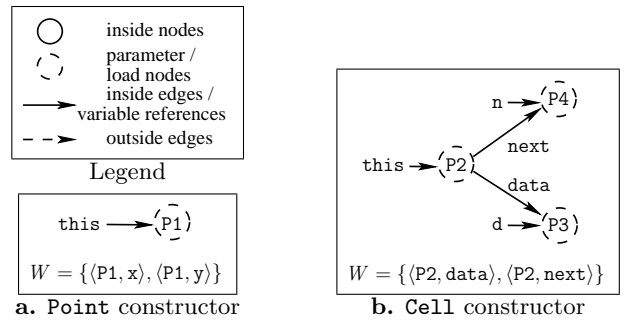 inside nodes
parameter /
load nodes
inside edges /
variable references
outside edges
Legend
this
P1
W = {⟨P1, x⟩, ⟨P1, y⟩}
a. Point constructor
n
P4
next
this
P2
data
d
P3
W = {⟨P2, data⟩, ⟨P2, next⟩}
b. Cell constructor